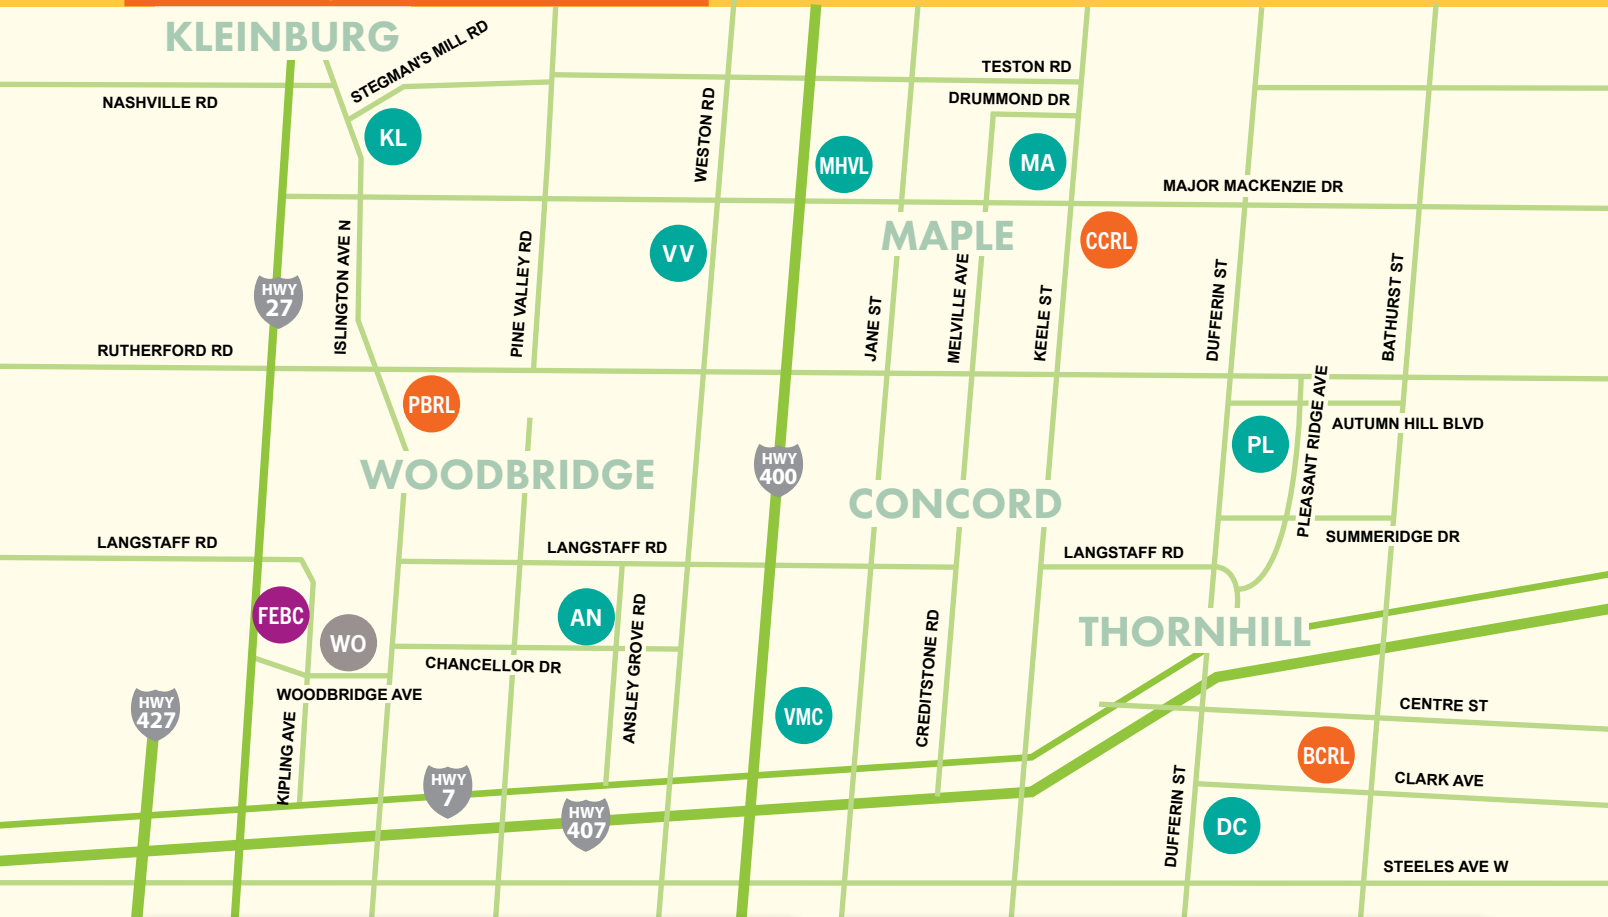 KLEINBURG
STEGMAN'S MILL RD
TESTON RD
NASHVILLE RD
DRUMMOND DR
WESTON RD
KL
MHVL
MA
MAJOR MACKENZIE DR
MAPLE
CCRL
VV
ISLINGTON AVE N
PINE VALLEY RD
HWY
27
JANE ST
MELVILLE AVE
KEELE ST
DUFFERIN ST
BATHURST ST
RUTHERFORD RD
PBRL
PLEASANT RIDGE AVE
AUTUMN HILL BLVD
PL
WOODBRIDGE
HWY
400
CONCORD
LANGSTAFF RD
LANGSTAFF RD
LANGSTAFF RD
SUMMERIDGE DR
FEBC
WO
AN
ANSLEY GROVE RD
CREDITSTONE RD
THORNHILL
CHANCELLOR DR
WOODBRIDGE AVE
HWY
427
KIPLING AVE
VMC
CENTRE ST
BCRL
HWY
7
CLARK AVE
HWY
407
DUFFERIN ST
DC
STEELES AVE W